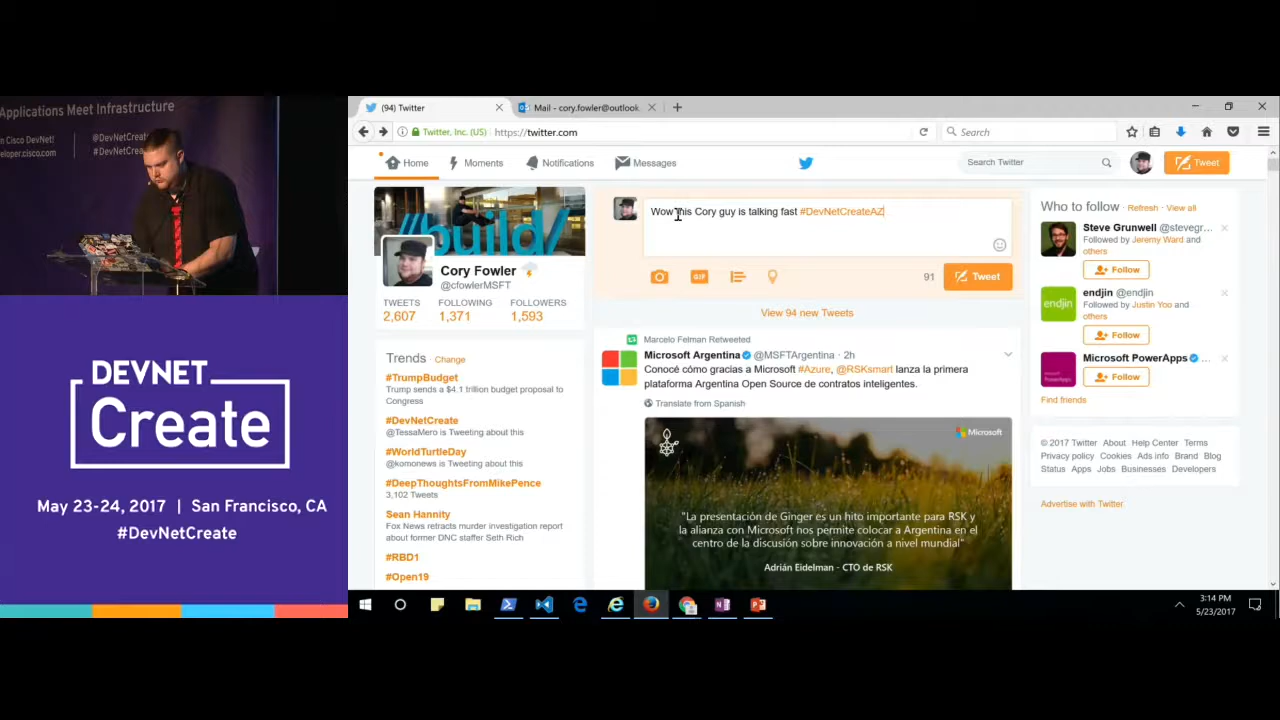 Applications Meet Infrastructure
n Cisco DevNet!
eloper.cisco.com
#DevNetCreate
@DevNetCreate
DEVNET
Create
May 23-24, 2017 | San Francisco, CA
#DevNetCreate
(94) Twitter
Mail - cory.fowler@outlook.
Twitter, Inc. (US)
https://twitter.com
Search
Home
Moments
Notifications
Messages
Search Twitter
Tweet
//build/
Cory Fowler
@cfowlerMSFT
TWEETS
FOLLOWING
FOLLOWERS
2,607
1,371
1,593
Trends · Change
#TrumpBudget
Trump sends a $4.1 trillion budget proposal to
Congress
#DevNetCreate
@TessaMero is Tweeting about this
#WorldTurtleDay
@komonews is Tweeting about this
#DeepThoughtsFromMikePence
3,102 Tweets
Sean Hannity
Fox News retracts murder investigation report
about former DNC staffer Seth Rich
#RBD1
#Open19
Wow this Cory guy is talking fast #DevNetCreateAZ
GIF
91
Tweet
View 94 new Tweets
Marcelo Felman Retweeted
Microsoft Argentina @MSFTArgentina · 2h
Conocé cómo gracias a Microsoft #Azure, @RSKsmart lanza la primera
plataforma Argentina Open Source de contratos inteligentes.
Translate from Spanish
Microsoft
"La presentación de Ginger es un hito importante para RSK y
la alianza con Microsoft nos permite colocar a Argentina en el
centro de la discusión sobre innovación a nivel mundial"
Adrián Eidelman - CTO de RSK
Who to follow · Refresh · View all
Steve Grunwell @stevegr...
Followed by Jeremy Ward and
others
Follow
endjin
endjin @endjin
Followed by Justin Yoo and
others
Follow
Microsoft PowerApps ...
Follow
Find friends
© 2017 Twitter About Help Center Terms
Privacy policy Cookies Ads info Brand Blog
Status Apps Jobs Businesses Developers
Advertise with Twitter
3:14 PM
5/23/2017